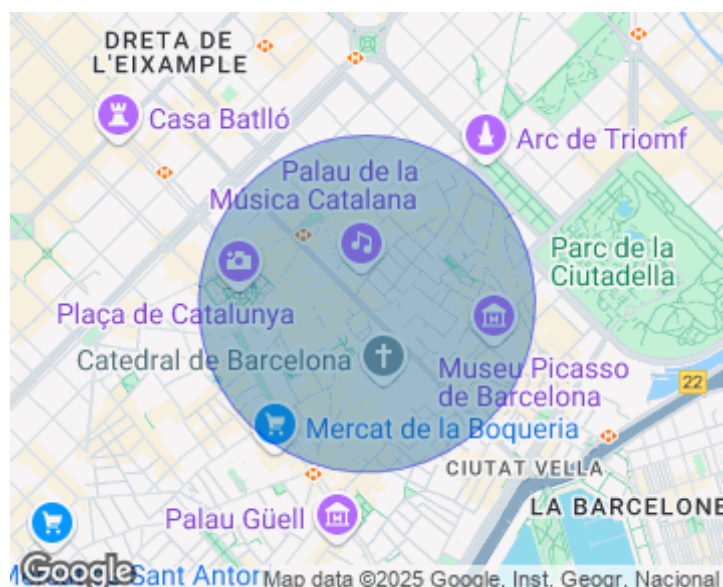 DRETA DE
L'EIXAMPLE
Casa Batlló
Arc de Triomf
Palau de la
Música Catalana
Parc de la
Ciutadella
Plaça de Catalunya
Catedral de Barcelona
Museu Picasso
de Barcelona
22
Mercat de la Boqueria
CIUTAT VELLA
LA BARCELONE
Palau Güell
Google
Sant Antor
Map data ©2025 Google, Inst. Geogr. Nacional